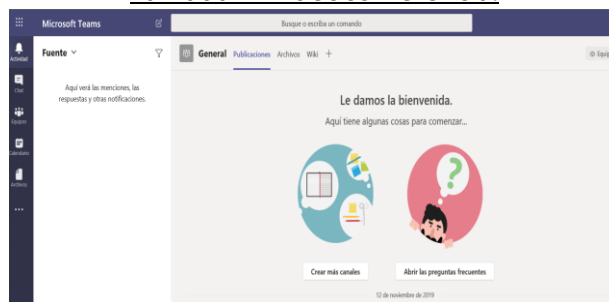 Microsoft Teams
Busque o escriba un comando
Actividad
Chat
Equipos
Calendario
Archivos
Fuente
Aquí verá las menciones, las
respuestas y otras notificaciones.
General Publicaciones Archivos Wiki +
Le damos la bienvenida.
Aquí tiene algunas cosas para comenzar...
Crear más canales
Abrir las preguntas frecuentes
12 de noviembre de 2019